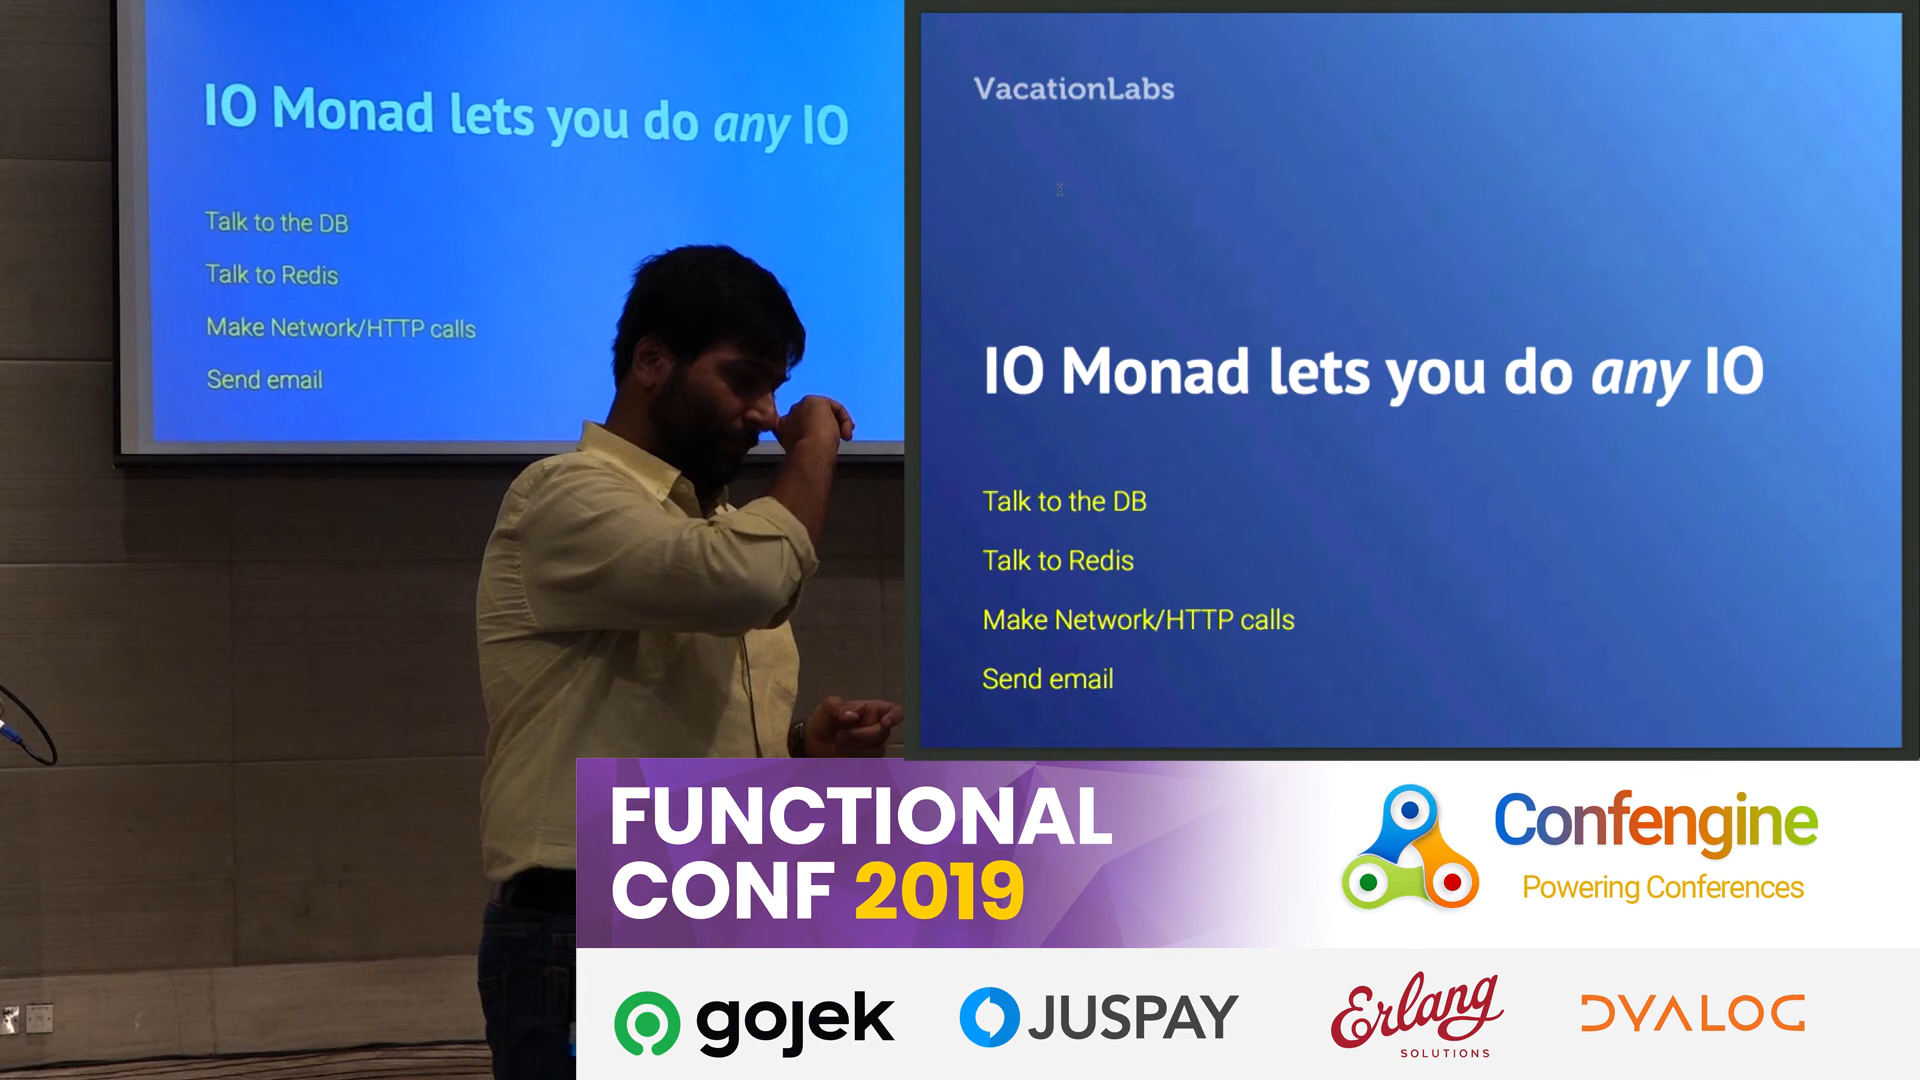 IO Monad lets you do any IO
Talk to the DB
Talk to Redis
Make Network/HTTP calls
Send email
VacationLabs
IO Monad lets you do any IO
Talk to the DB
Talk to Redis
Make Network/HTTP calls
Send email
FUNCTIONAL
CONF 2019
Confengine
Powering Conferences
gojek
JUSPAY
Erlang
SOLUTIONS
DYALOG